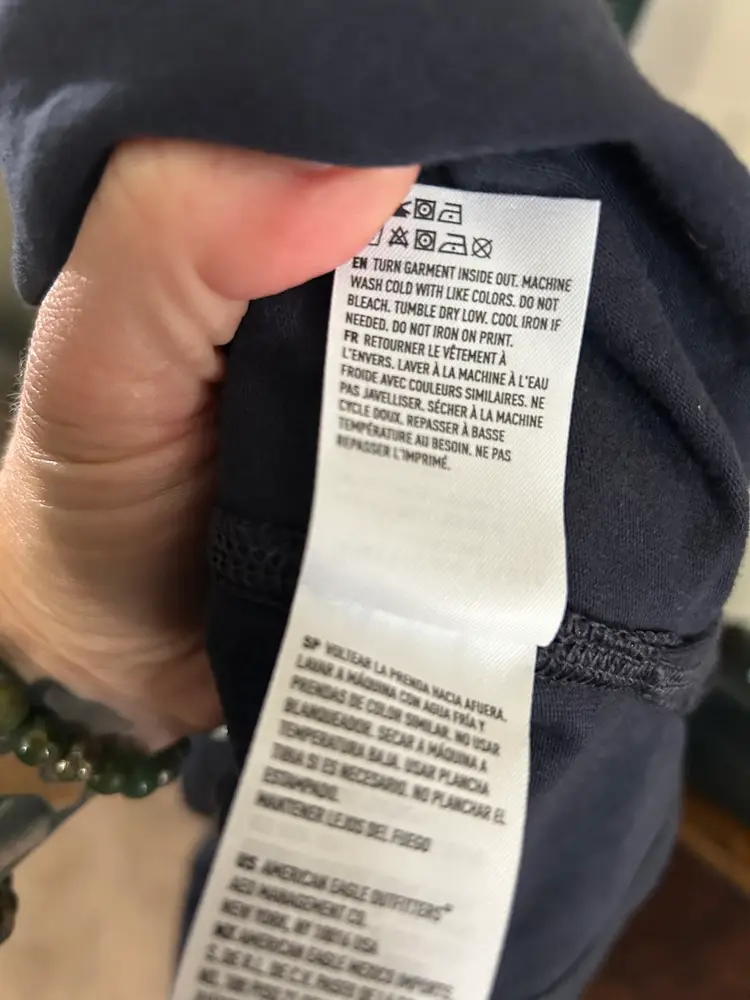 EN TURN GARMENT INSIDE OUT. MACHINE
WASH COLD WITH LIKE COLORS. DO NOT
BLEACH. TUMBLE DRY LOW. COOL IRON IF
NEEDED. DO NOT IRON ON PRINT.
FR RETOURNER LE VÊTEMENT À
L'ENVERS. LAVER À LA MACHINE À L'EAU
FROIDE AVEC COULEURS SIMILAIRES. NE
PAS JAVELLISER. SÉCHER À LA MACHINE
CYCLE DOUX. REPASSER À BASSE
TEMPÉRATURE AU BESOIN. NE PAS
REPASSER L'IMPRIMÉ.
SP VOLTEAR LA PRENDA HACIA AFUERA.
LAVAR A MÁQUINA CON AGUA FRÍA Y
PRENDAS DE COLOR SIMILAR. NO USAR
BLANQUEADOR. SECAR A MÁQUINA A
TEMPERATURA BAJA. USAR PLANCHA
TIBIA SI ES NECESARIO. NO PLANCHAR EL
ESTAMPADO.
MANTENER LEJOS DEL FUEGO
US AMERICAN EAGLE OUTFITTERS
AEO MANAGEMENT CO.
NEW YORK, NY 10016 USA
MX AMERICAN EAGLE MEXICO IMPORTS,
S. DE R.L. DE C.V.